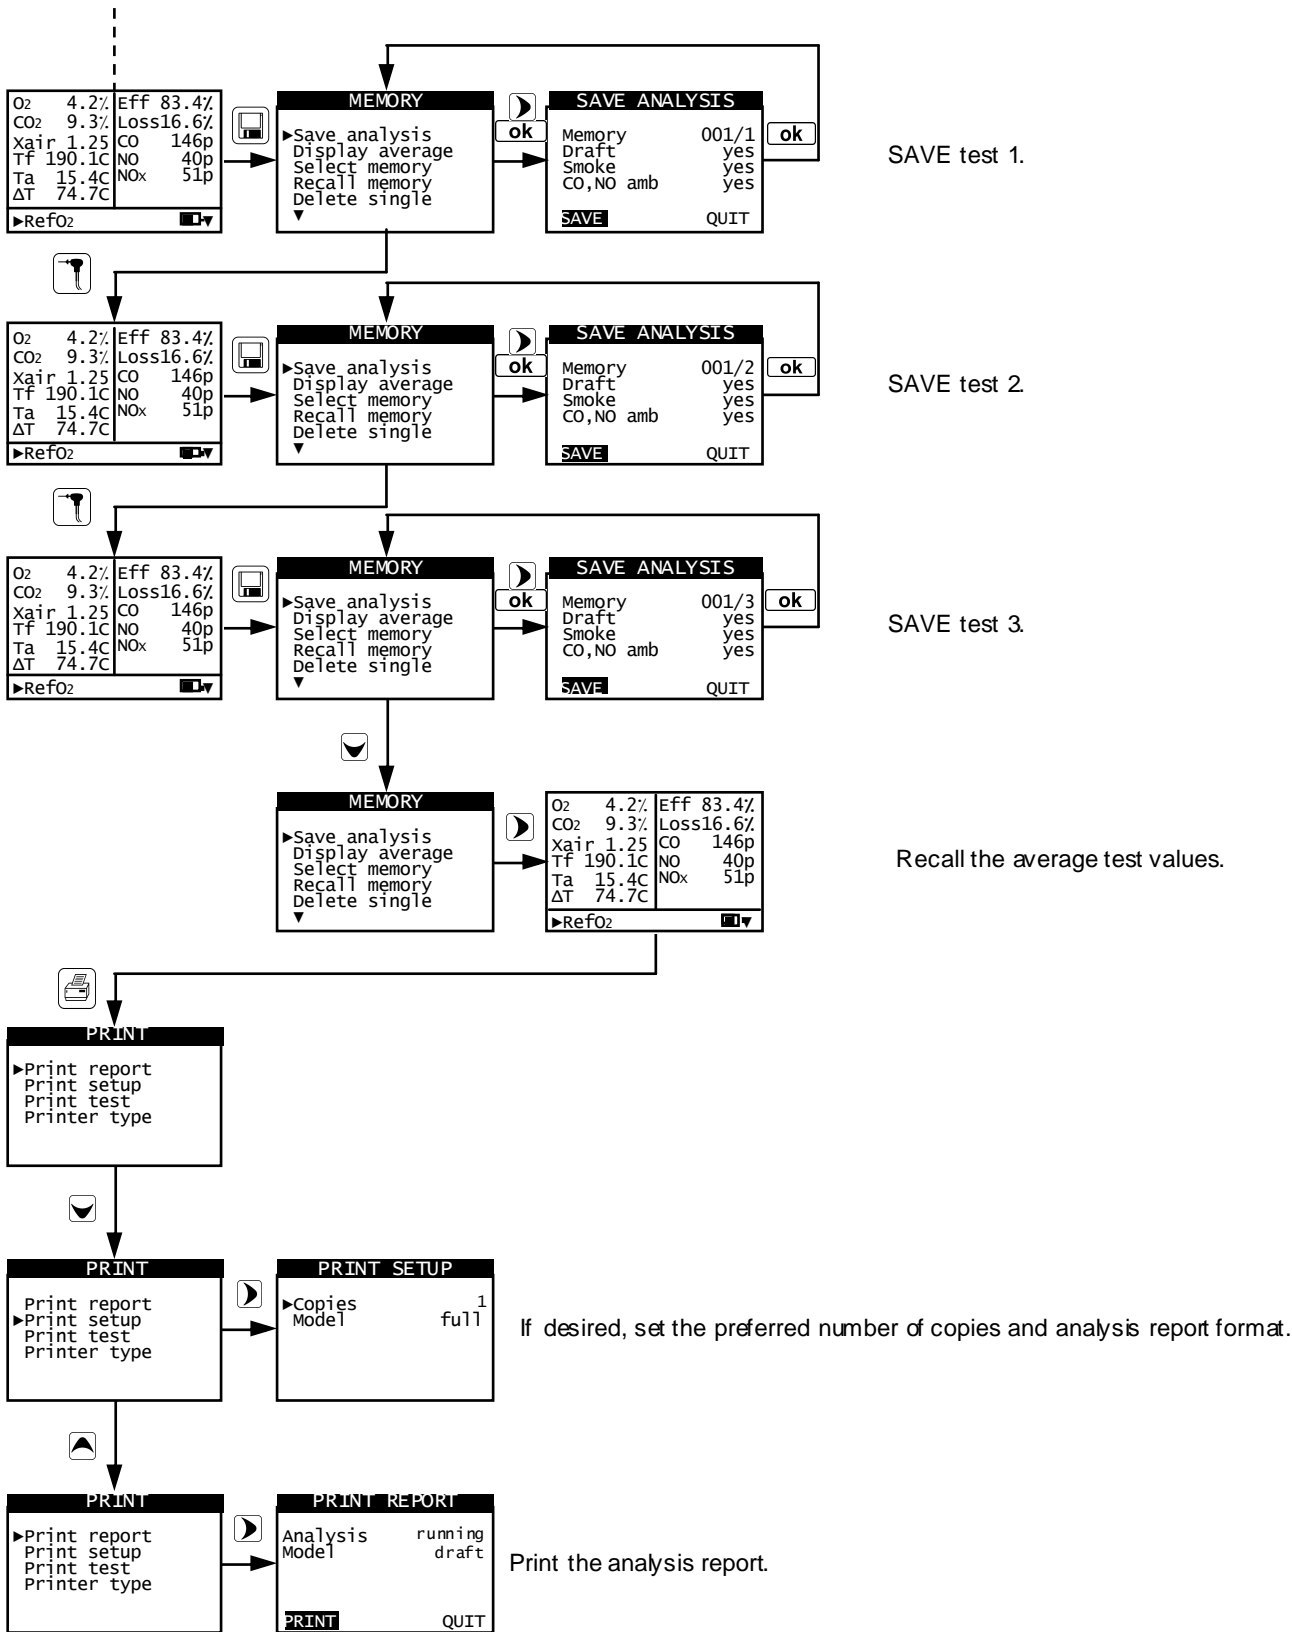 O2 4.2% Eff 83.4%
CO2 9.3% Loss16.6%
Xair 1.25 CO 146p
Tf 190.1C NO 40p
Ta 15.4C NOx 51p
ΔT 74.7C
►RefO2
MEMORY
►Save analysis
Display average
Select memory
Recall memory
Delete single
▼
ok
SAVE ANALYSIS
Memory 001/1
Draft yes
Smoke yes
CO,NO amb yes
SAVE QUIT
ok
SAVE test 1.
O2 4.2% Eff 83.4%
CO2 9.3% Loss16.6%
Xair 1.25 CO 146p
Tf 190.1C NO 40p
Ta 15.4C NOx 51p
ΔT 74.7C
►RefO2
MEMORY
►Save analysis
Display average
Select memory
Recall memory
Delete single
▼
ok
SAVE ANALYSIS
Memory 001/2
Draft yes
Smoke yes
CO,NO amb yes
SAVE QUIT
ok
SAVE test 2.
O2 4.2% Eff 83.4%
CO2 9.3% Loss16.6%
Xair 1.25 CO 146p
Tf 190.1C NO 40p
Ta 15.4C NOx 51p
ΔT 74.7C
►RefO2
MEMORY
►Save analysis
Display average
Select memory
Recall memory
Delete single
▼
ok
SAVE ANALYSIS
Memory 001/3
Draft yes
Smoke yes
CO,NO amb yes
SAVE QUIT
ok
SAVE test 3.
MEMORY
►Save analysis
Display average
Select memory
Recall memory
Delete single
▼
O2 4.2% Eff 83.4%
CO2 9.3% Loss16.6%
Xair 1.25 CO 146p
Tf 190.1C NO 40p
Ta 15.4C NOx 51p
ΔT 74.7C
►RefO2
Recall the average test values.
PRINT
►Print report
Print setup
Print test
Printer type
PRINT
Print report
►Print setup
Print test
Printer type
PRINT SETUP
►Copies 1
Model full
If desired, set the preferred number of copies and analysis report format.
PRINT
►Print report
Print setup
Print test
Printer type
PRINT REPORT
Analysis running
Model draft
PRINT QUIT
Print the analysis report.